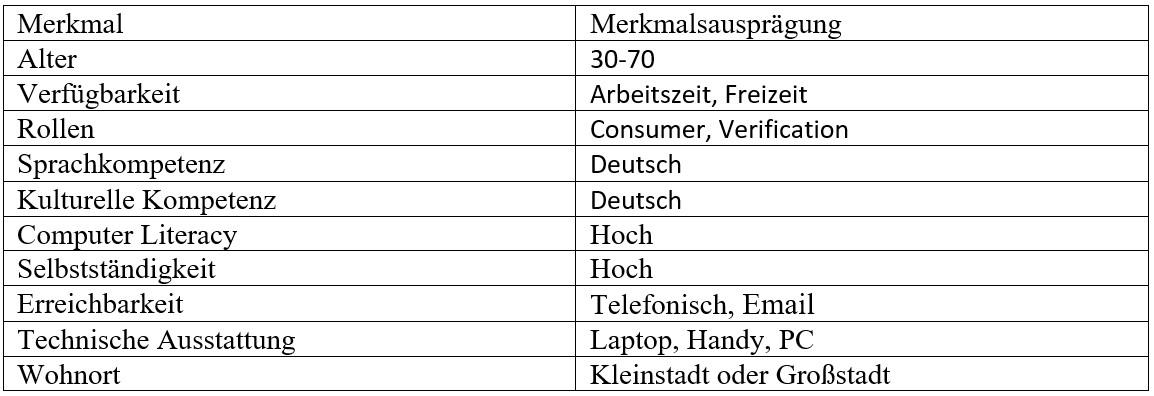 Merkmal Merkmalsausprägung
Alter 30-70
Verfügbarkeit Arbeitszeit, Freizeit
Rollen Consumer, Verification
Sprachkompetenz Deutsch
Kulturelle Kompetenz Deutsch
Computer Literacy Hoch
Selbstständigkeit Hoch
Erreichbarkeit Telefonisch, Email
Technische Ausstattung Laptop, Handy, PC
Wohnort Kleinstadt oder Großstadt